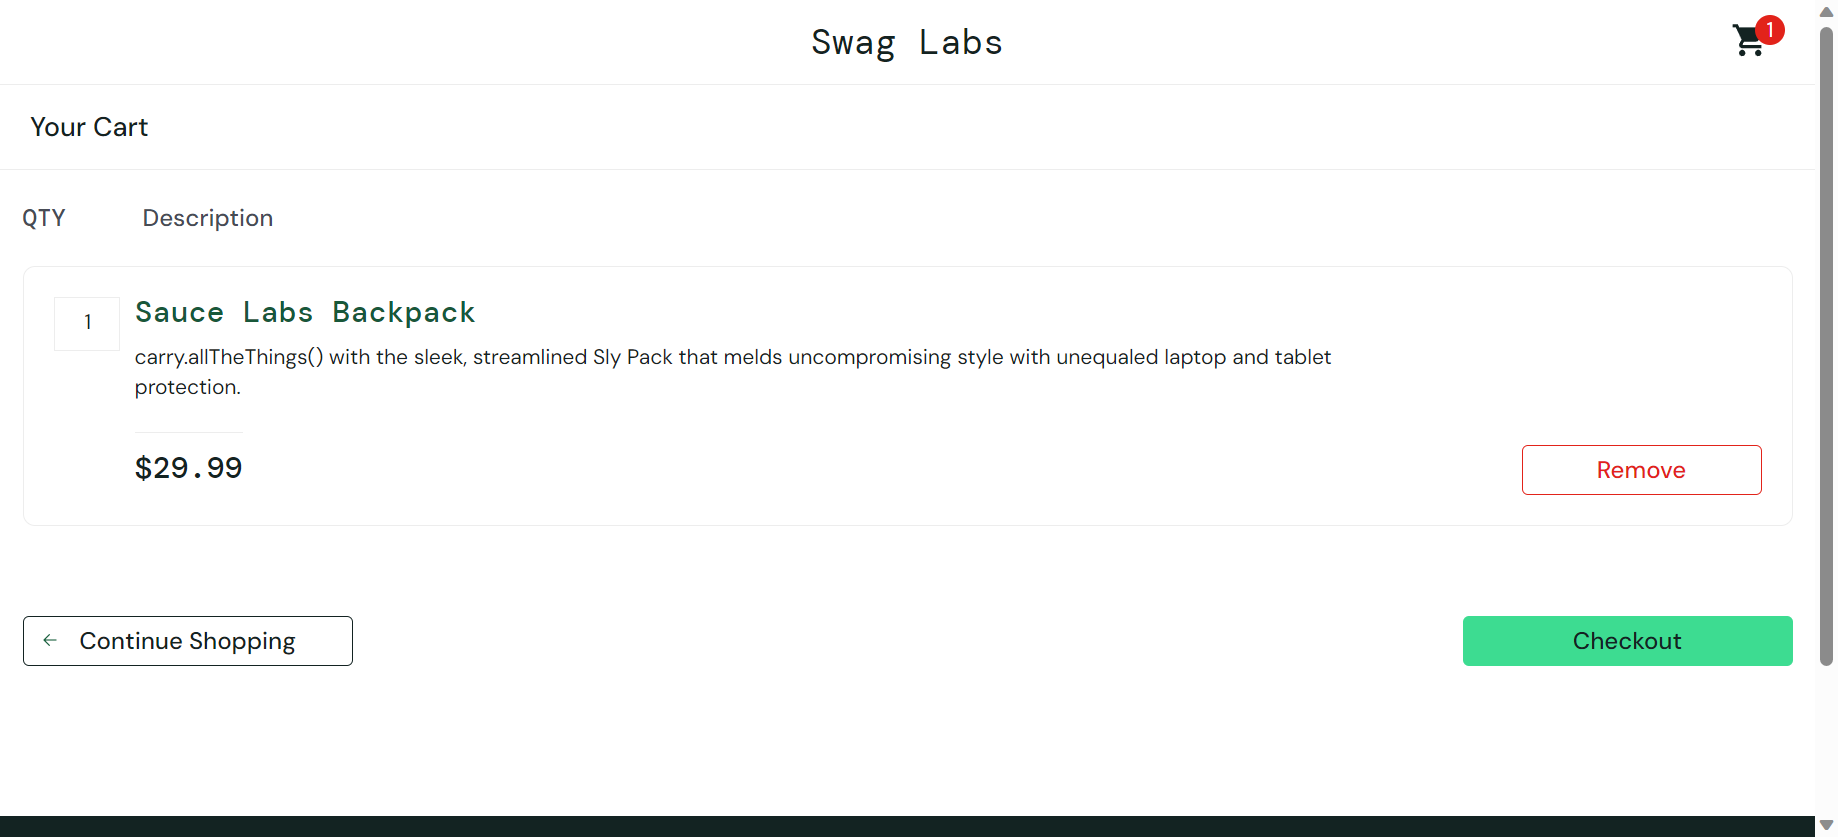 Swag Labs
1
Your Cart
QTY
Description
1
Sauce Labs Backpack
carry.allTheThings() with the sleek, streamlined Sly Pack that melds uncompromising style with unequaled laptop and tablet
protection.
$29.99
Remove
Continue Shopping
Checkout